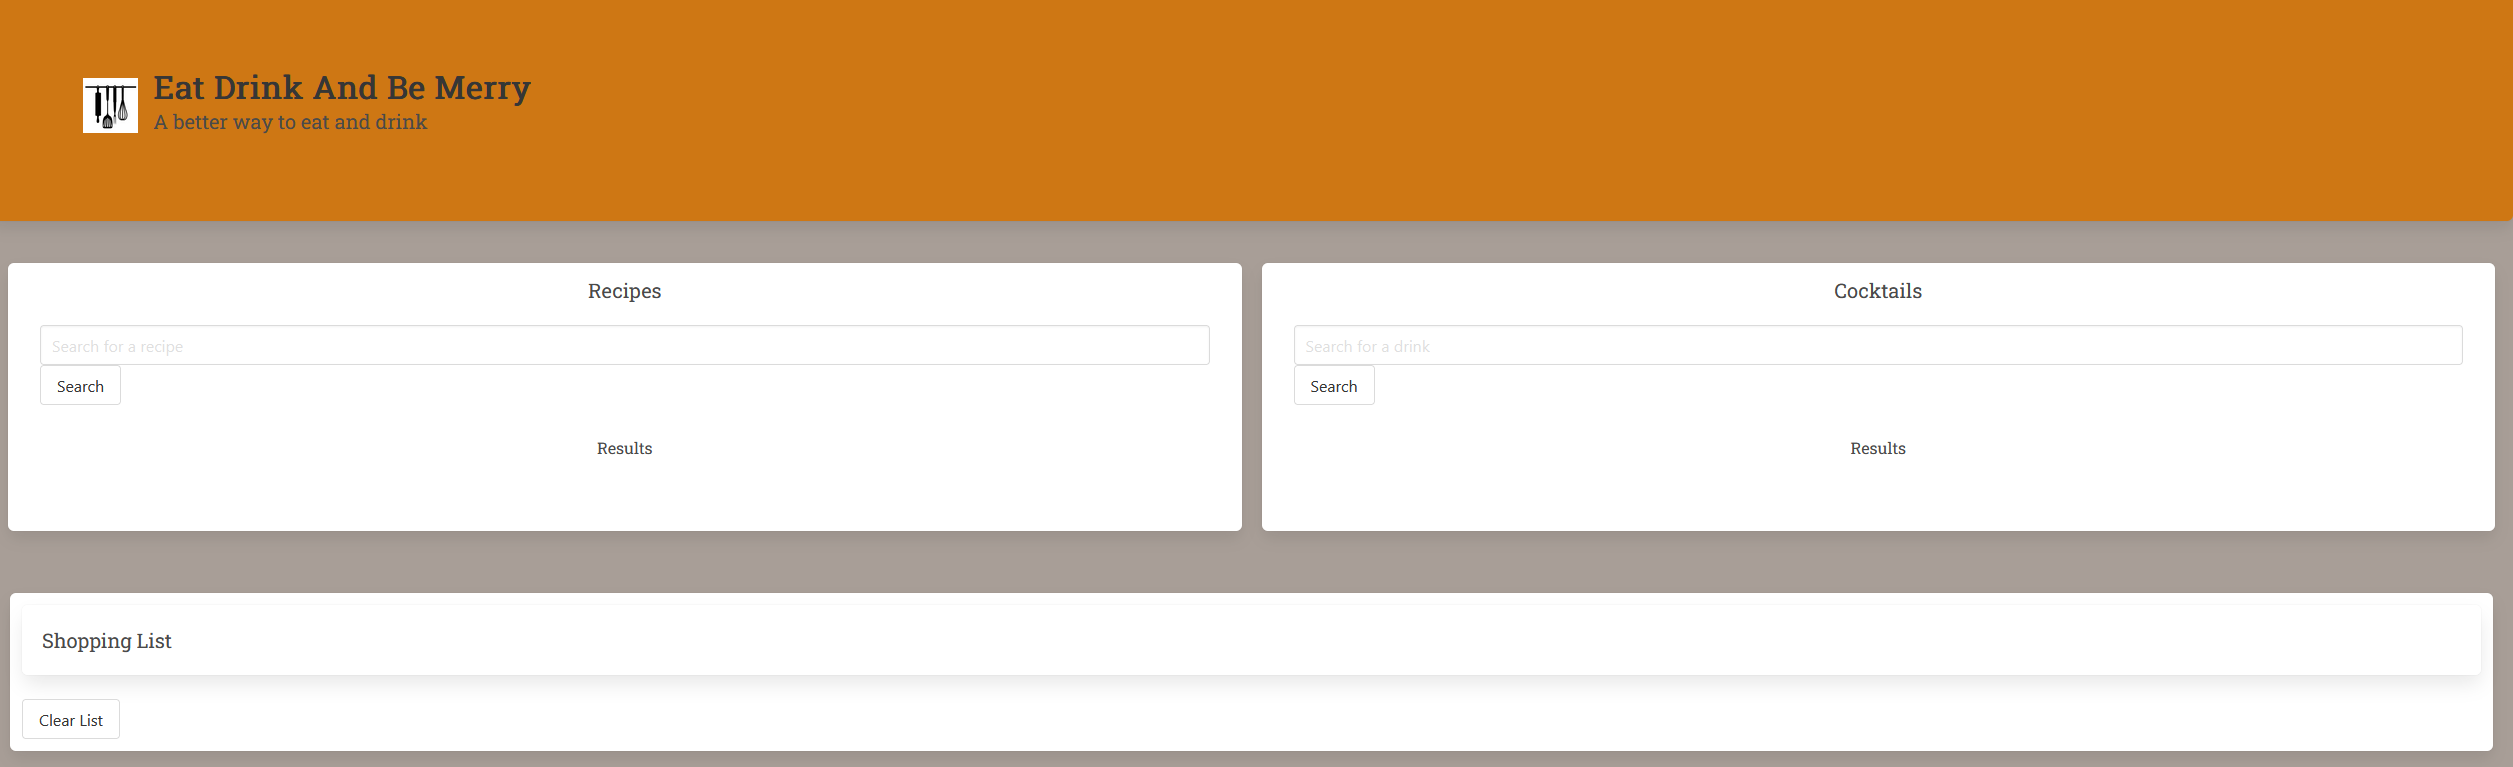 Eat Drink And Be Merry
A better way to eat and drink
Recipes
Search for a recipe
Search
Results
Cocktails
Search for a drink
Search
Results
Shopping List
Clear List